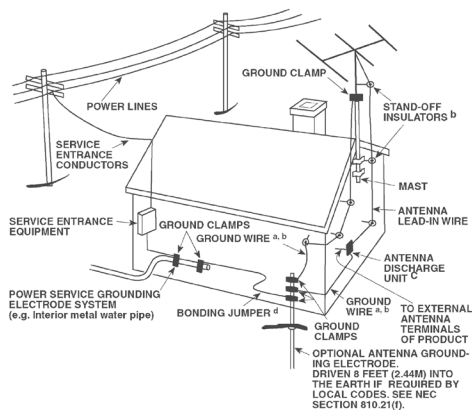 GROUND CLAMP
POWER LINES
STAND-OFF
INSULATORS b
SERVICE
ENTRANCE
CONDUCTORS
MAST
ANTENNA
LEAD-IN WIRE
SERVICE ENTRANCE
EQUIPMENT
GROUND CLAMPS
GROUND WIRE a, b
ANTENNA
DISCHARGE
UNIT C
POWER SERVICE GROUNDING
ELECTRODE SYSTEM
(e.g. Interior metal water pipe)
BONDING JUMPER d
GROUND
WIRE a, b
TO EXTERNAL
ANTENNA
TERMINALS
OF PRODUCT
GROUND
CLAMPS
OPTIONAL ANTENNA GROUND-
ING ELECTRODE.
DRIVEN 8 FEET (2.44M) INTO
THE EARTH IF REQUIRED BY
LOCAL CODES. SEE NEC
SECTION 810.21(f).